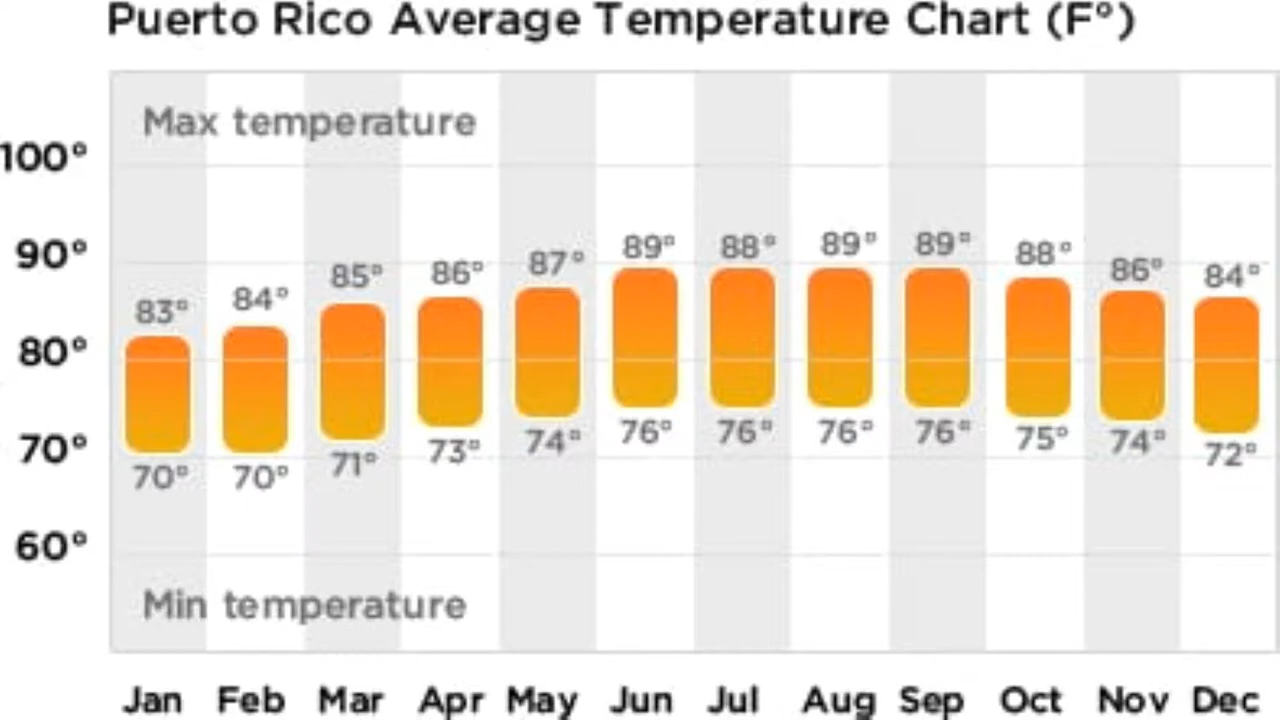 Puerto Rico Average Temperature Chart (Fº)
Max temperature
100°
90°
80°
70°
60°
83° 84° 85° 86° 87° 89° 88° 89° 89° 88° 86° 84°
70° 70° 71° 73° 74° 76° 76° 76° 76° 75° 74° 72°
Min temperature
Jan Feb Mar Apr May Jun Jul Aug Sep Oct Nov Dec